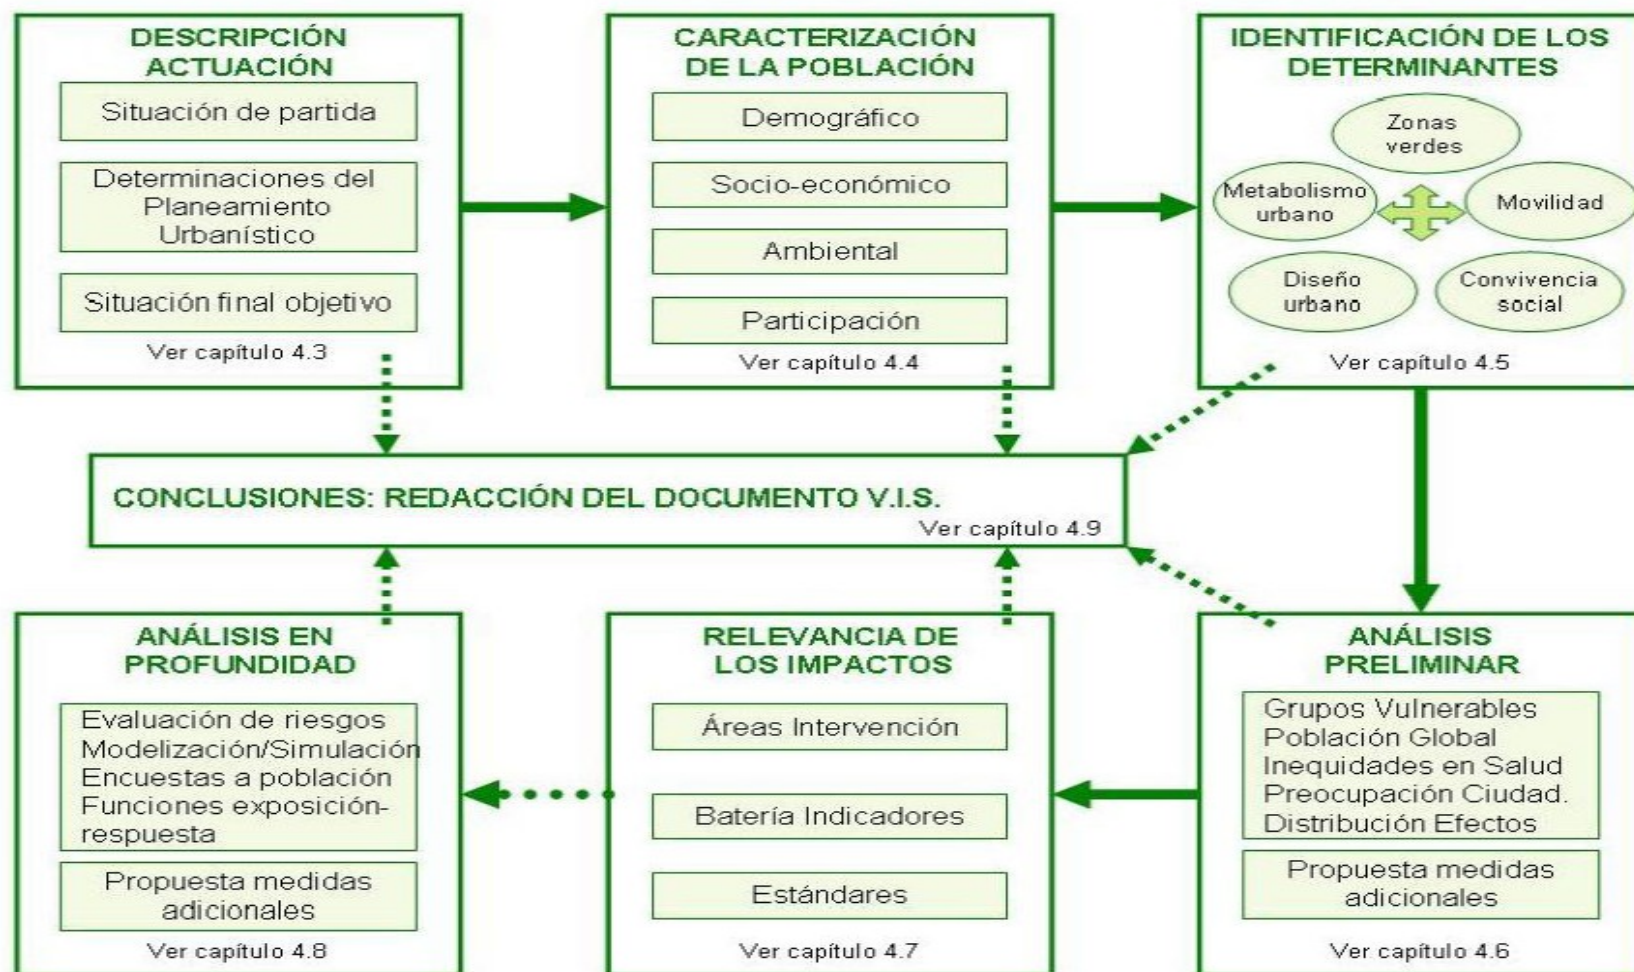 DESCRIPCIÓN
ACTUACIÓN
Situación de partida
Determinaciones del
Planeamiento
Urbanístico
Situación final objetivo
Ver capítulo 4.3
CARACTERIZACIÓN
DE LA POBLACIÓN
Demográfico
Socio-económico
Ambiental
Participación
Ver capítulo 4.4
IDENTIFICACIÓN DE LOS
DETERMINANTES
Zonas
verdes
Metabolismo
urbano
Movilidad
Diseño
urbano
Convivencia
social
Ver capítulo 4.5
CONCLUSIONES: REDACCIÓN DEL DOCUMENTO V.I.S.
Ver capítulo 4.9
ANÁLISIS EN
PROFUNDIDAD
Evaluación de riesgos
Modelización/Simulación
Encuestas a población
Funciones exposición-
respuesta
Propuesta medidas
adicionales
Ver capítulo 4.8
RELEVANCIA DE
LOS IMPACTOS
Áreas Intervención
Batería Indicadores
Estándares
Ver capítulo 4.7
ANÁLISIS
PRELIMINAR
Grupos Vulnerables
Población Global
Inequidades en Salud
Preocupación Ciudad.
Distribución Efectos
Propuesta medidas
adicionales
Ver capítulo 4.6